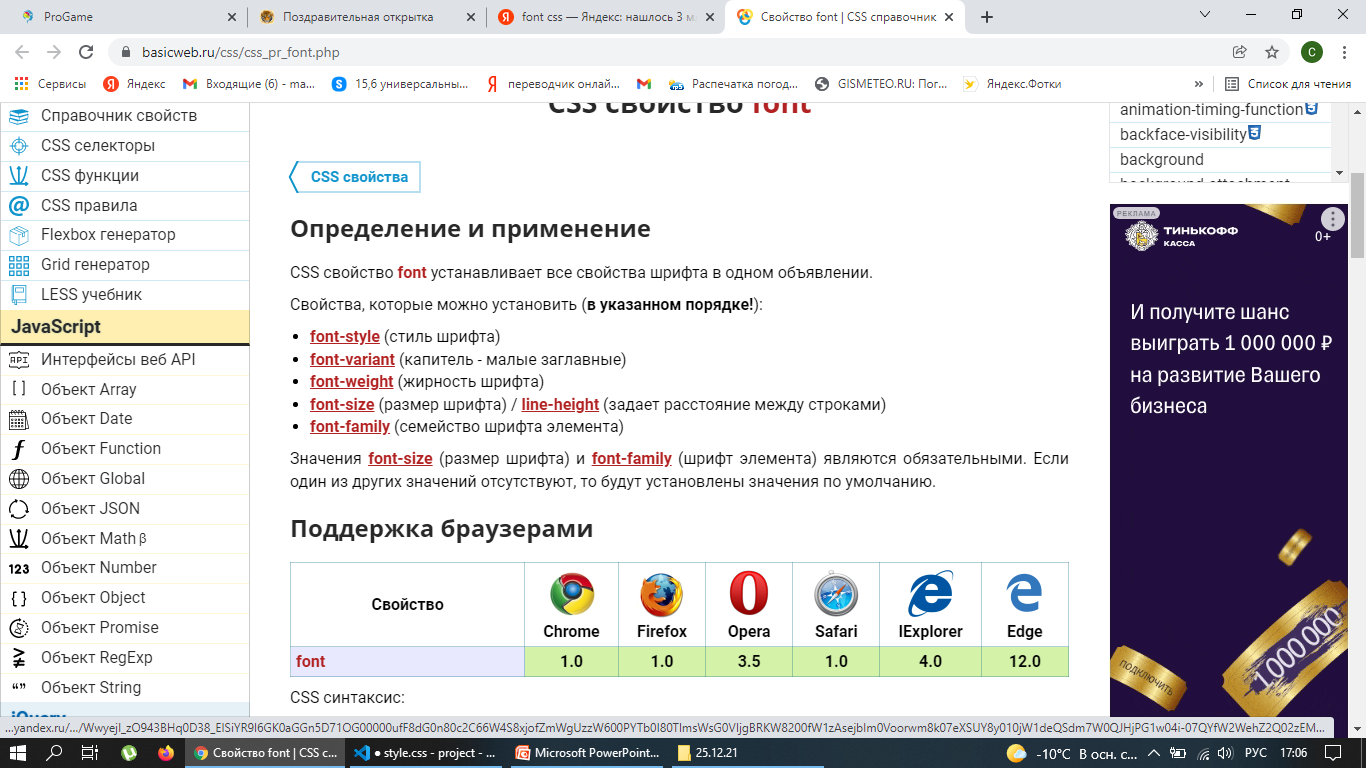 ProGame
Поздравительная открытка
font css — Яндекс: нашлось 3 м
Свойство font | CSS справочник
basicweb.ru/css/css_pr_font.php
C
Сервисы
Яндекс
Входящие (6) - ma...
15,6 универсальны...
переводчик онлай...
Распечатка погод...
GISMETEO.RU: Пог...
Яндекс.Фотки
»
Список для чтения
Справочник свойств
CSS селекторы
CSS функции
CSS правила
Flexbox генератор
Grid генератор
LESS учебник
JavaScript
Интерфейсы веб API
Объект Array
Объект Date
Объект Function
Объект Global
Объект JSON
Объект Math β
Объект Number
Объект Object
Объект Promise
Объект RegExp
Объект String
jQuery
CSS свойство font
CSS свойства
Определение и применение
CSS свойство font устанавливает все свойства шрифта в одном объявлении.
Свойства, которые можно установить (в указанном порядке!):
font-style (стиль шрифта)
font-variant (капитель - малые заглавные)
font-weight (жирность шрифта)
font-size (размер шрифта) / line-height (задает расстояние между строками)
font-family (семейство шрифта элемента)
Значения font-size (размер шрифта) и font-family (шрифт элемента) являются обязательными. Если
один из других значений отсутствуют, то будут установлены значения по умолчанию.
Поддержка браузерами
Свойство Chrome Firefox Opera Safari IExplorer Edge
font 1.0 1.0 3.5 1.0 4.0 12.0
CSS синтаксис:
animation-timing-function
backface-visibility
background
background-attachment
РЕКЛАМА
ТИНЬКОФФ
КАССА
0+
И получите шанс
выиграть 1 000 000 ₽
на развитие Вашего
бизнеса
1 000 000
ПОДКЛЮЧИТЬ
Свойство font | CSS с...
● style.css - project - ...
Microsoft PowerPoint...
25.12.21
-10°C В осн. с...
РУС
17:06